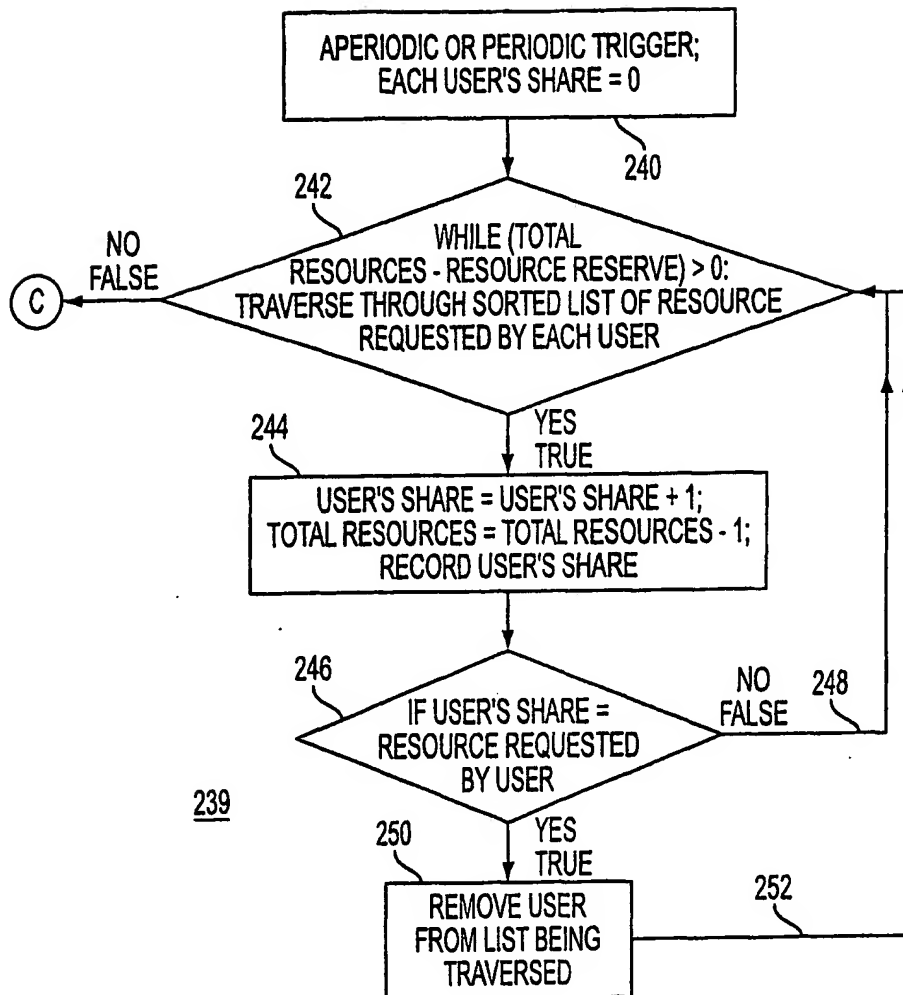 APERIODIC OR PERIODIC TRIGGER;
EACH USER'S SHARE = 0
240
242
WHILE (TOTAL
RESOURCES - RESOURCE RESERVE) > 0:
TRAVERSE THROUGH SORTED LIST OF RESOURCE
REQUESTED BY EACH USER
NO
FALSE
C
YES
TRUE
244
USER'S SHARE = USER'S SHARE + 1;
TOTAL RESOURCES = TOTAL RESOURCES - 1;
RECORD USER'S SHARE
246
IF USER'S SHARE =
RESOURCE REQUESTED
BY USER
NO
FALSE
248
239
YES
TRUE
250
REMOVE USER
FROM LIST BEING
TRAVERSED
252